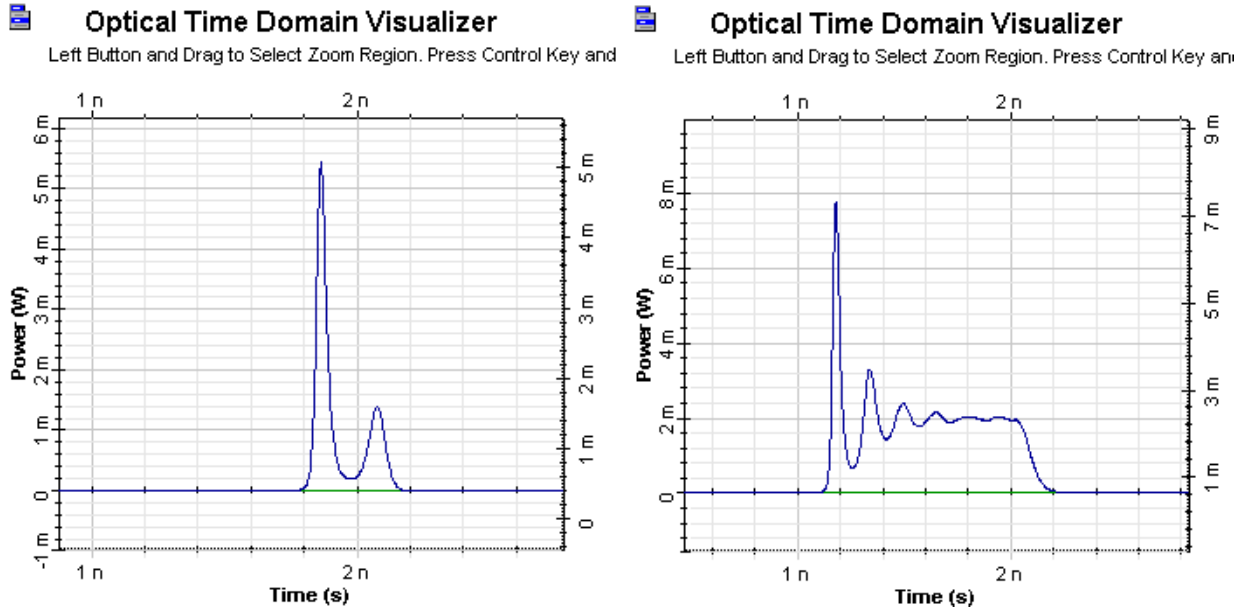 Optical Time Domain Visualizer
Left Button and Drag to Select Zoom Region. Press Control Key and
1 n 2 n
6 m
5 m
4 m
3 m
2 m
1 m
0
-1 m
Power (W)
5 m
4 m
3 m
2 m
1 m
0
1 n 2 n
Time (s)
Optical Time Domain Visualizer
Left Button and Drag to Select Zoom Region. Press Control Key and
1 n 2 n
8 m
6 m
4 m
2 m
0
Power (W)
9 m
7 m
5 m
3 m
1 m
1 n 2 n
Time (s)